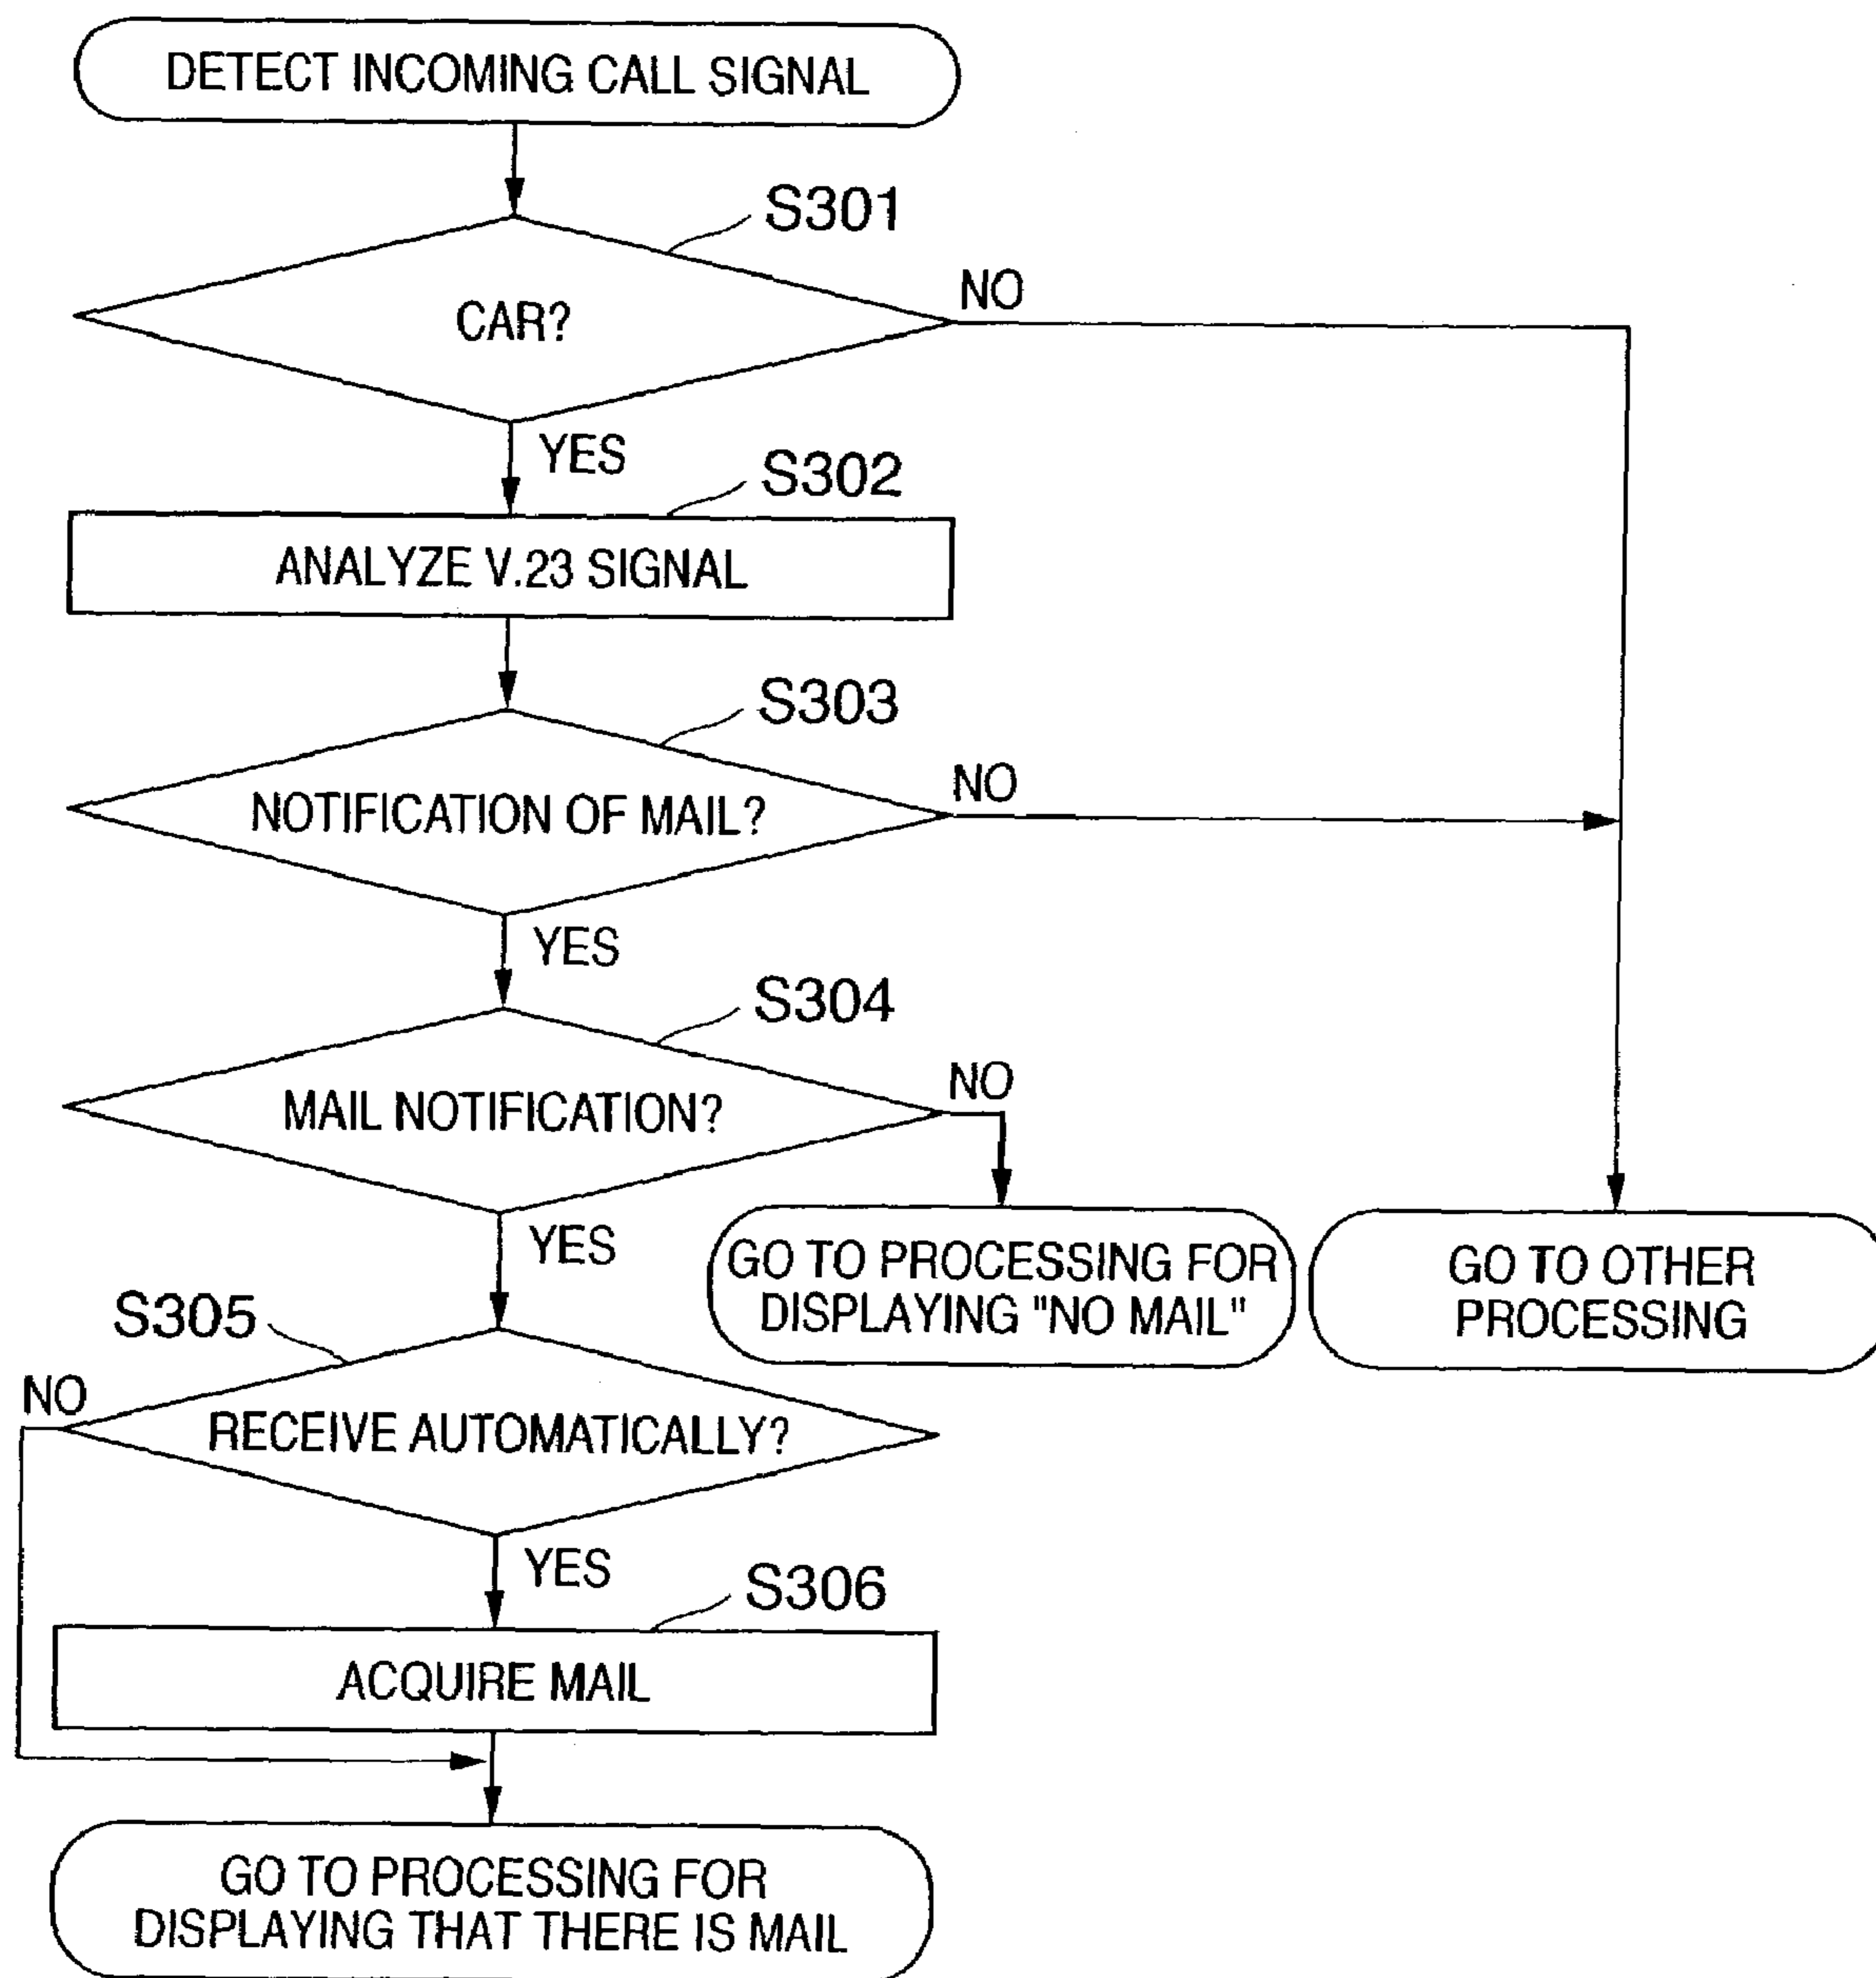 DETECT INCOMING CALL SIGNAL
S301
CAR?
NO
YES
S302
ANALYZE V.23 SIGNAL
S303
NOTIFICATION OF MAIL?
NO
YES
S304
MAIL NOTIFICATION?
NO
YES
GO TO PROCESSING FOR
DISPLAYING "NO MAIL"
GO TO OTHER
PROCESSING
S305
NO
RECEIVE AUTOMATICALLY?
YES
S306
ACQUIRE MAIL
GO TO PROCESSING FOR
DISPLAYING THAT THERE IS MAIL